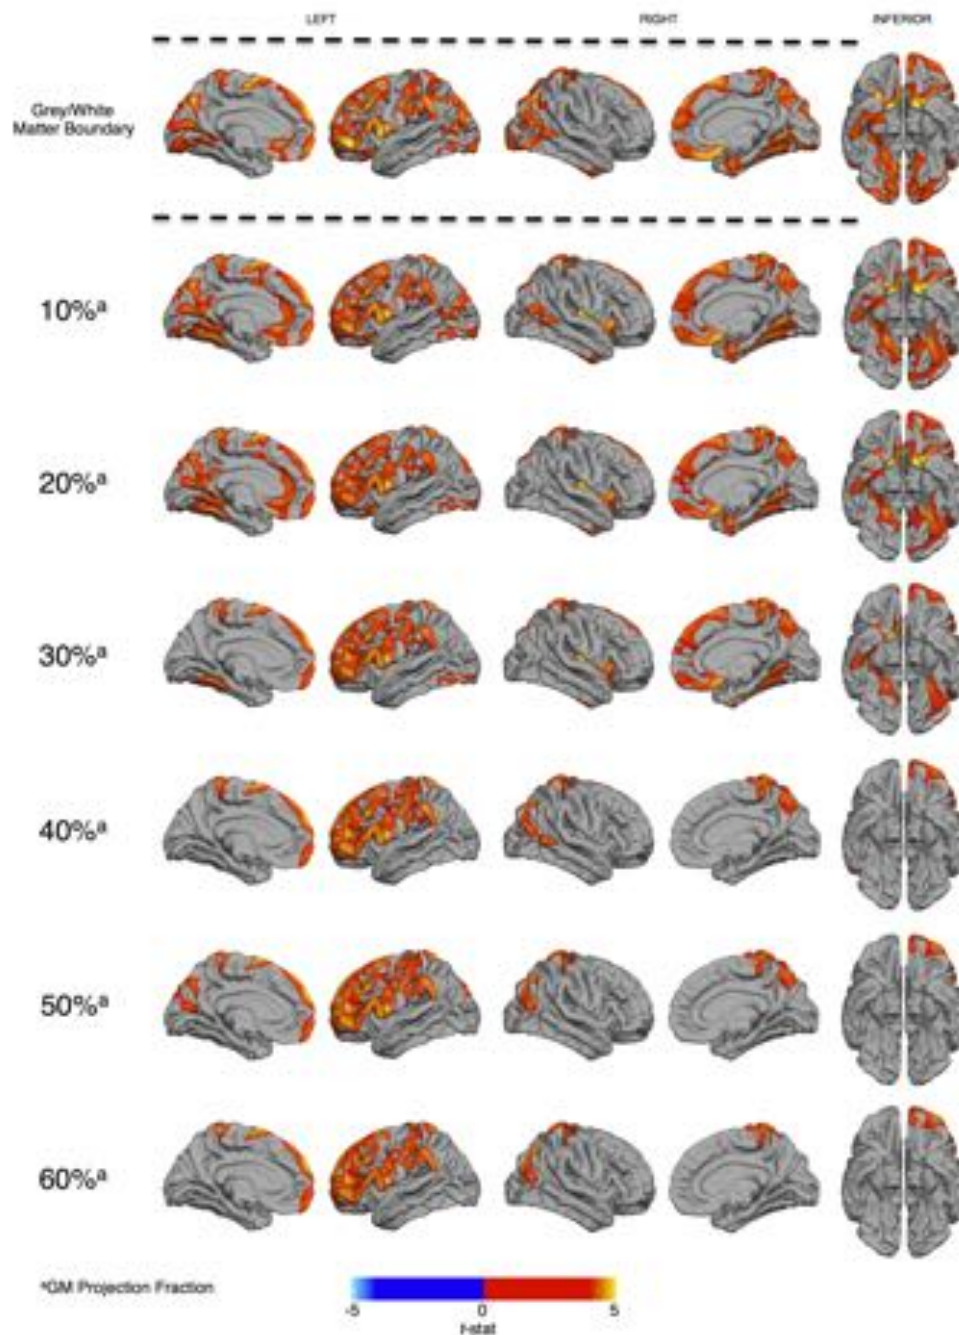 LEFT RIGHT INFERIOR
Grey/White
Matter Boundary
10%ᵃ
20%ᵃ
30%ᵃ
40%ᵃ
50%ᵃ
60%ᵃ
ᵃGM Projection Fraction
-5 0 5
t-stat